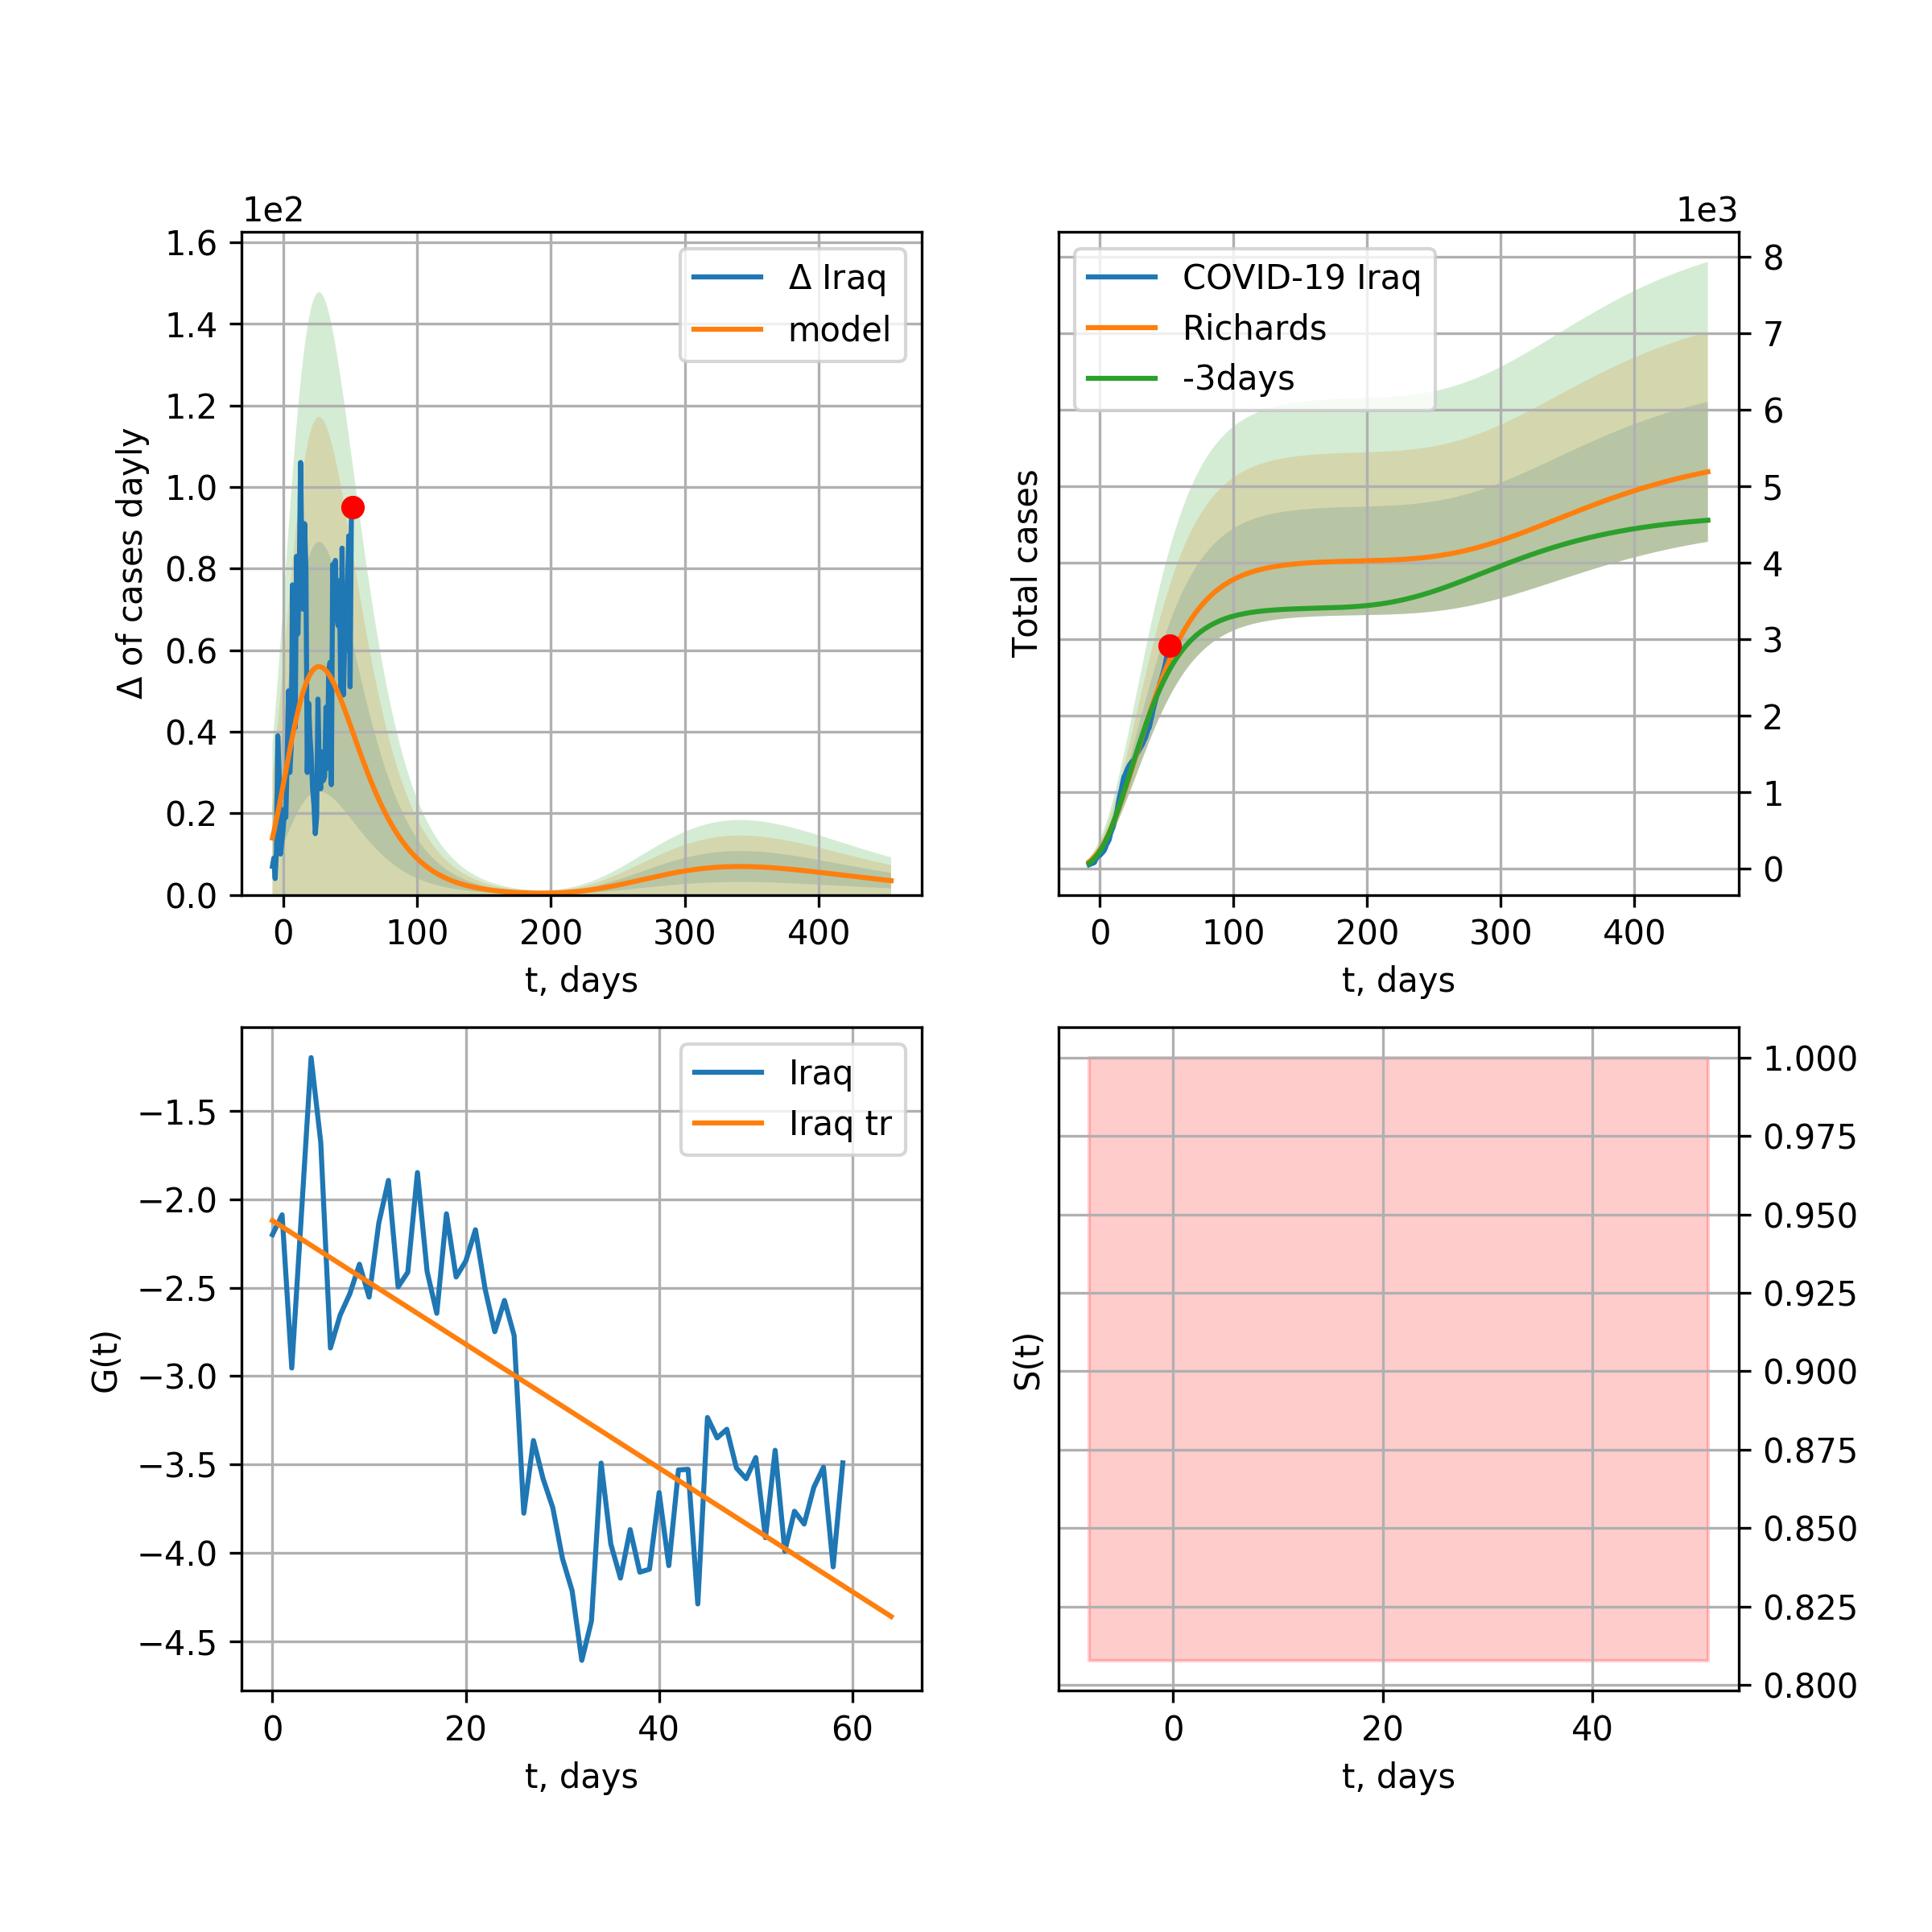 1e2
1.6
1.4
1.2
1.0
0.8
0.6
0.4
0.2
0.0
Δ of cases dayly
Δ Iraq
model
0 100 200 300 400
t, days
1e3
8
7
6
5
4
3
2
1
0
Total cases
COVID-19 Iraq
Richards
-3days
0 100 200 300 400
t, days
−1.5
−2.0
−2.5
−3.0
−3.5
−4.0
−4.5
G(t)
Iraq
Iraq tr
0 20 40 60
t, days
1.000
0.975
0.950
0.925
0.900
0.875
0.850
0.825
0.800
S(t)
0 20 40
t, days